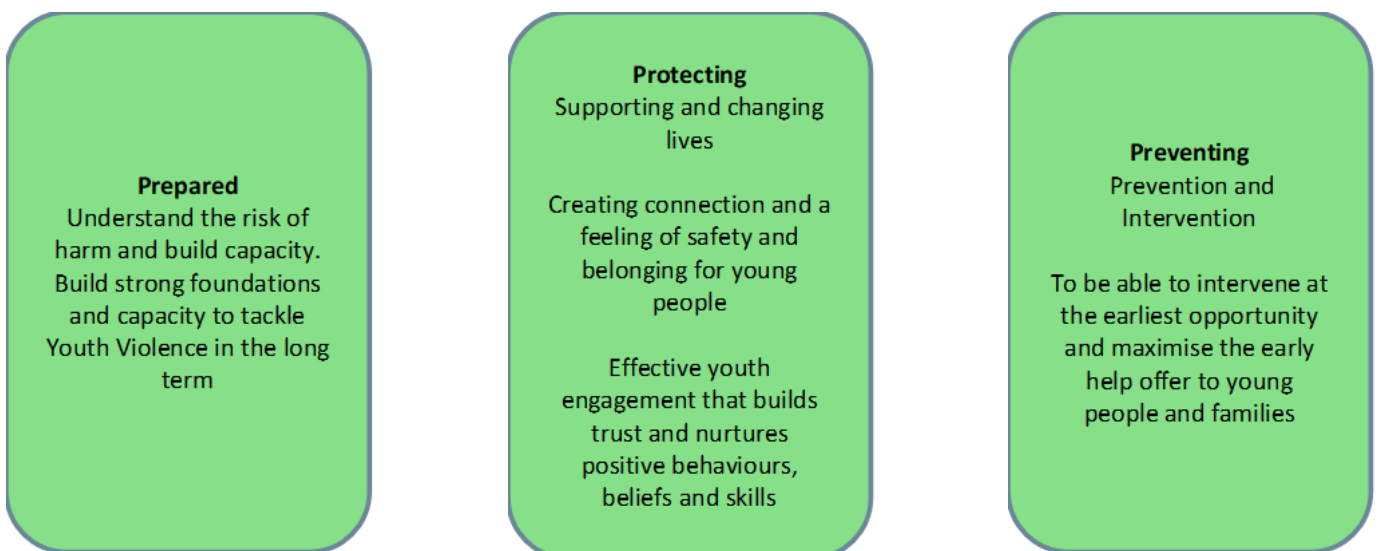 Prepared
Understand the risk of
harm and build capacity.
Build strong foundations
and capacity to tackle
Youth Violence in the long
term
Protecting
Supporting and changing
lives
Creating connection and a
feeling of safety and
belonging for young
people
Effective youth
engagement that builds
trust and nurtures
positive behaviours,
beliefs and skills
Preventing
Prevention and
Intervention
To be able to intervene at
the earliest opportunity
and maximise the early
help offer to young
people and families